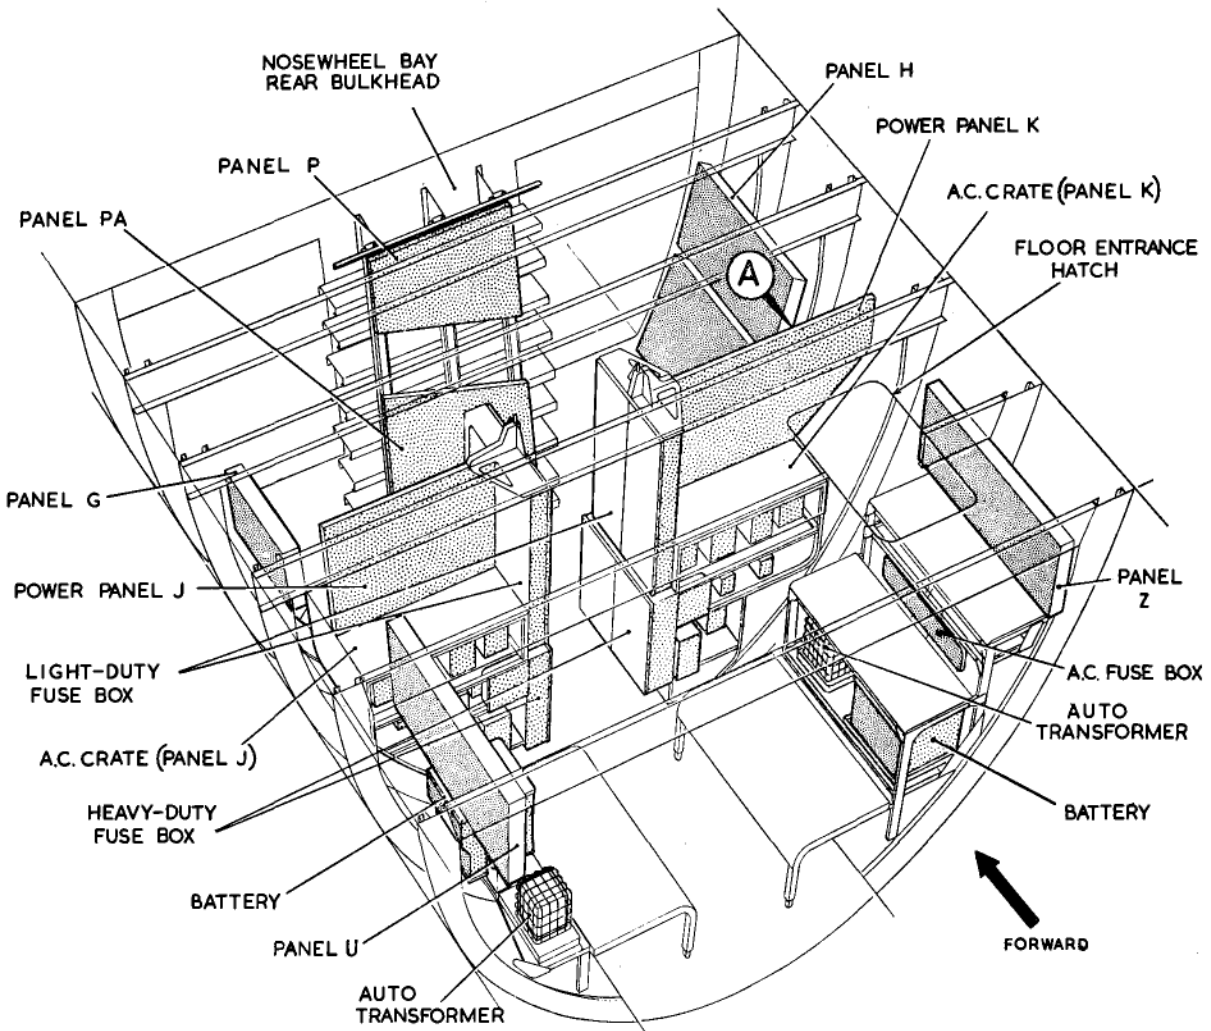 NOSEWHEEL BAY
REAR BULKHEAD
PANEL H
POWER PANEL K
PANEL P
A.C. CRATE (PANEL K)
PANEL PA
FLOOR ENTRANCE
HATCH
A
PANEL G
POWER PANEL J
PANEL
Z
LIGHT-DUTY
FUSE BOX
A.C. FUSE BOX
AUTO
TRANSFORMER
A.C. CRATE (PANEL J)
HEAVY-DUTY
FUSE BOX
BATTERY
BATTERY
PANEL U
FORWARD
AUTO
TRANSFORMER